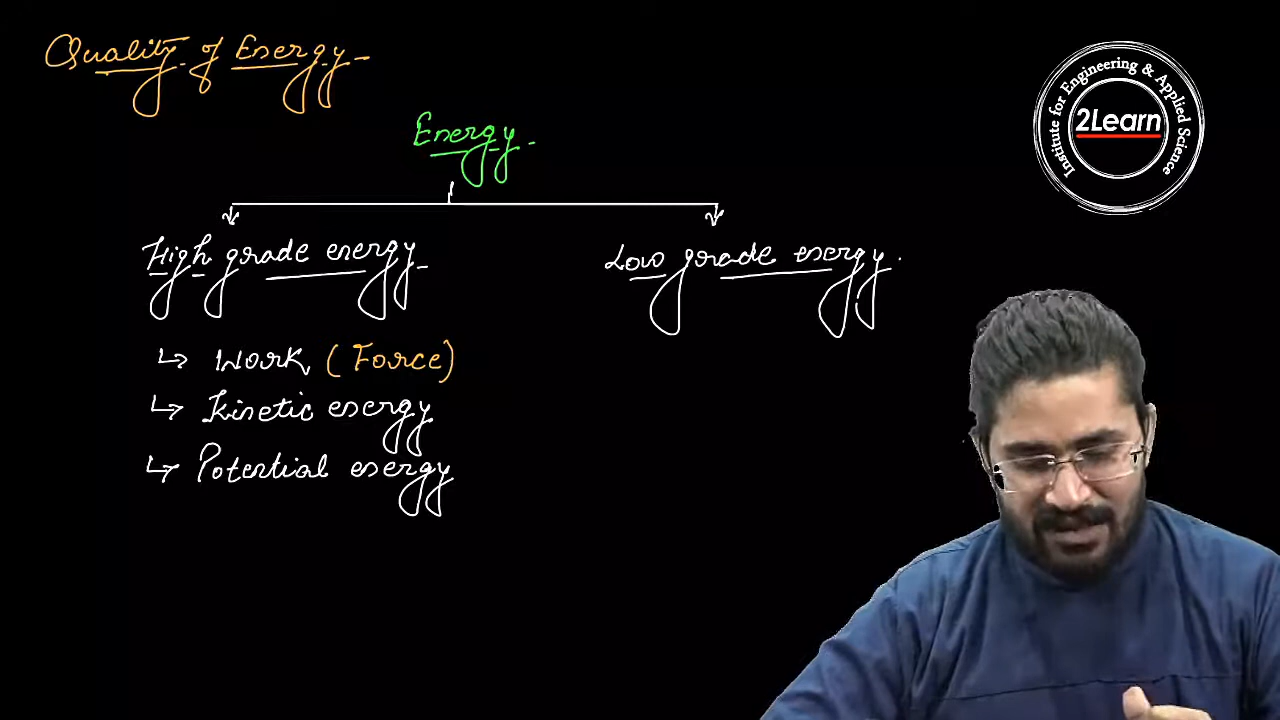 Quality of Energy
Energy.
High grade energy
Low grade energy.
↳ Work (Force)
↳ Kinetic energy
↳ Potential energy
Institute for Engineering & Applied Science
2Learn